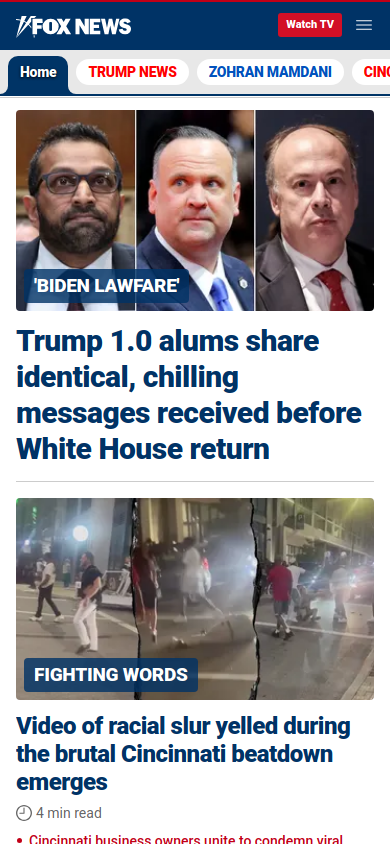 FOX NEWS
Watch TV
Home
TRUMP NEWS
ZOHRAN MAMDANI
CINC
'BIDEN LAWFARE'
Trump 1.0 alums share
identical, chilling
messages received before
White House return
FIGHTING WORDS
Video of racial slur yelled during
the brutal Cincinnati beatdown
emerges
4 min read
Cincinnati business owners unite to condemn viral